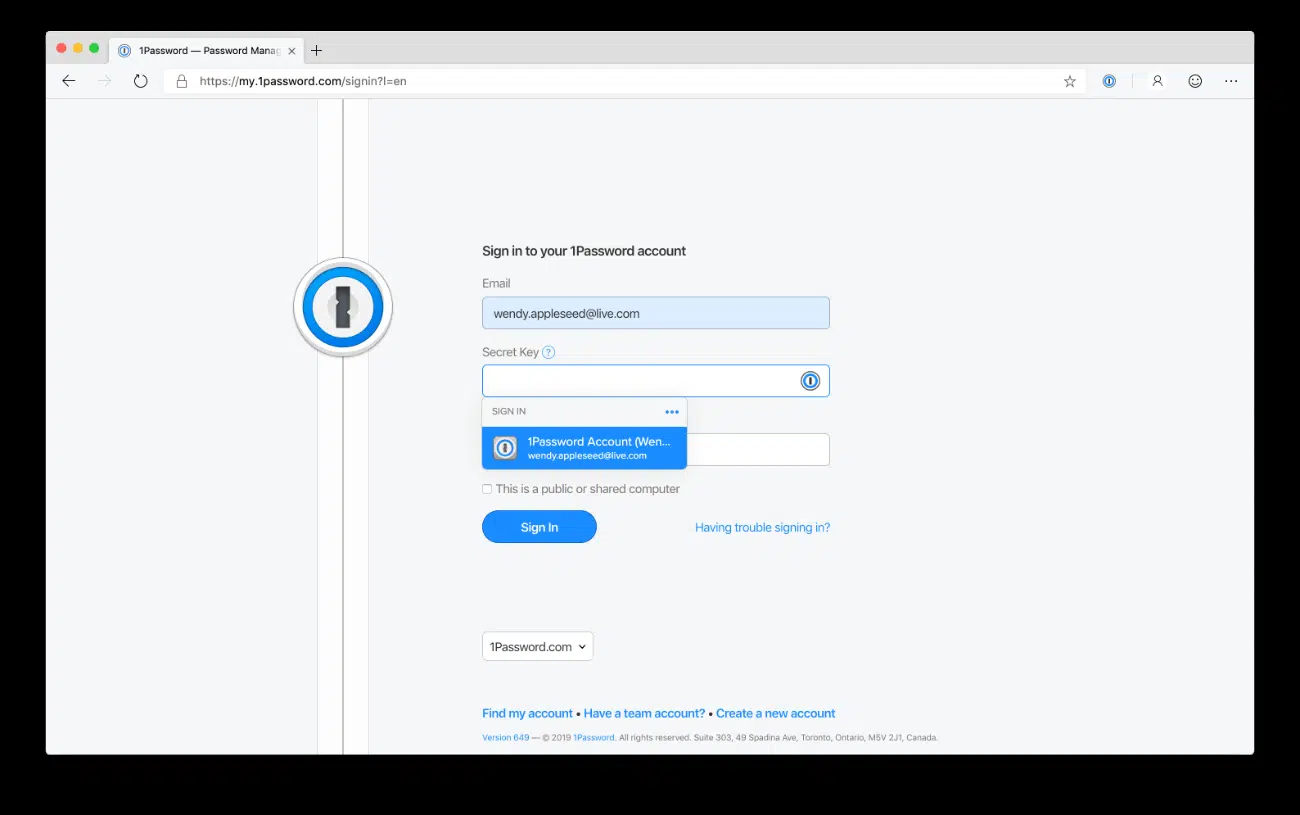 1Password — Password Manag
https://my.1password.com/signin?l=en
Sign in to your 1Password account
Email
wendy.appleseed@live.com
Secret Key ?
SIGN IN
1Password Account (Wen...
wendy.appleseed@live.com
This is a public or shared computer
Sign In
Having trouble signing in?
1Password.com
Find my account • Have a team account? • Create a new account
Version 649 — © 2019 1Password. All rights reserved. Suite 303, 49 Spadina Ave, Toronto, Ontario, M5V 2J1, Canada.